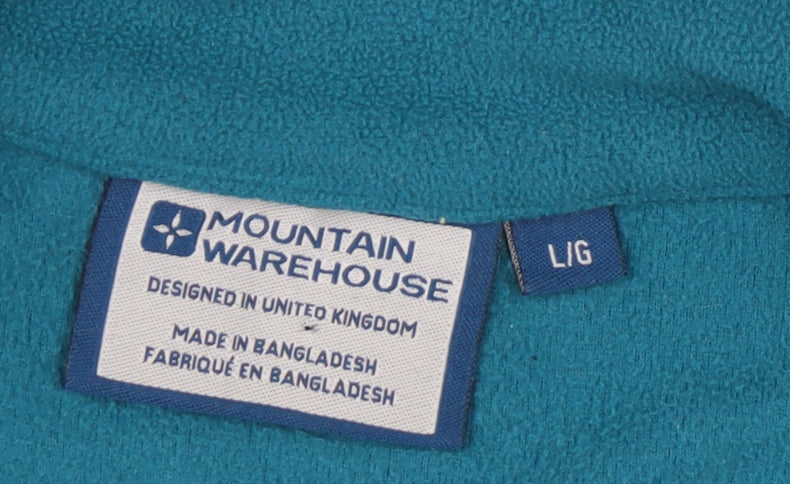 MOUNTAIN
WAREHOUSE
DESIGNED IN UNITED KINGDOM
MADE IN BANGLADESH
FABRIQUÉ EN BANGLADESH
L/G